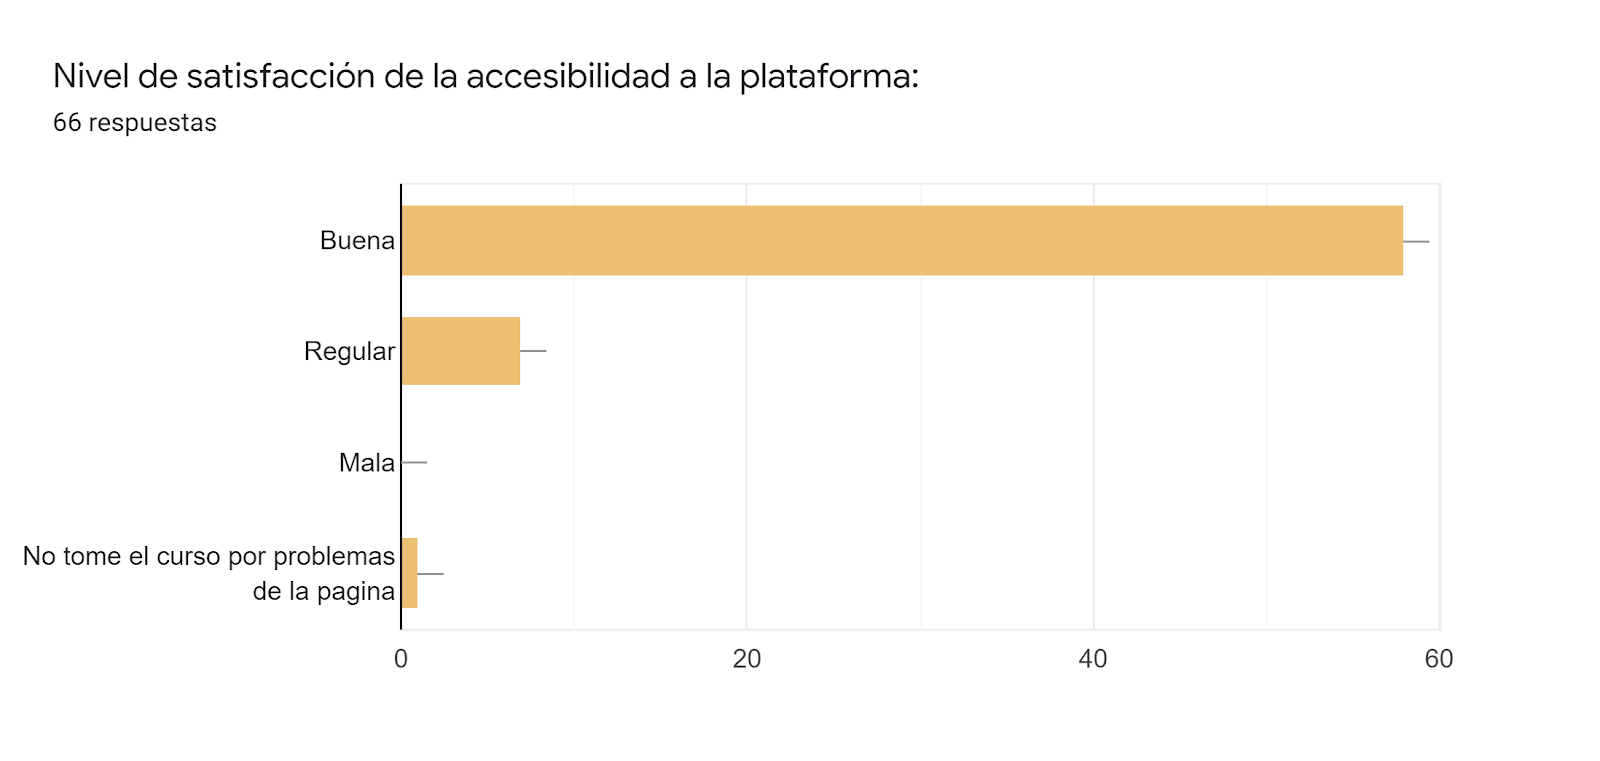 Nivel de satisfacción de la accesibilidad a la plataforma:
66 respuestas
Buena
Regular
Mala
No tome el curso por problemas
de la pagina
0 20 40 60